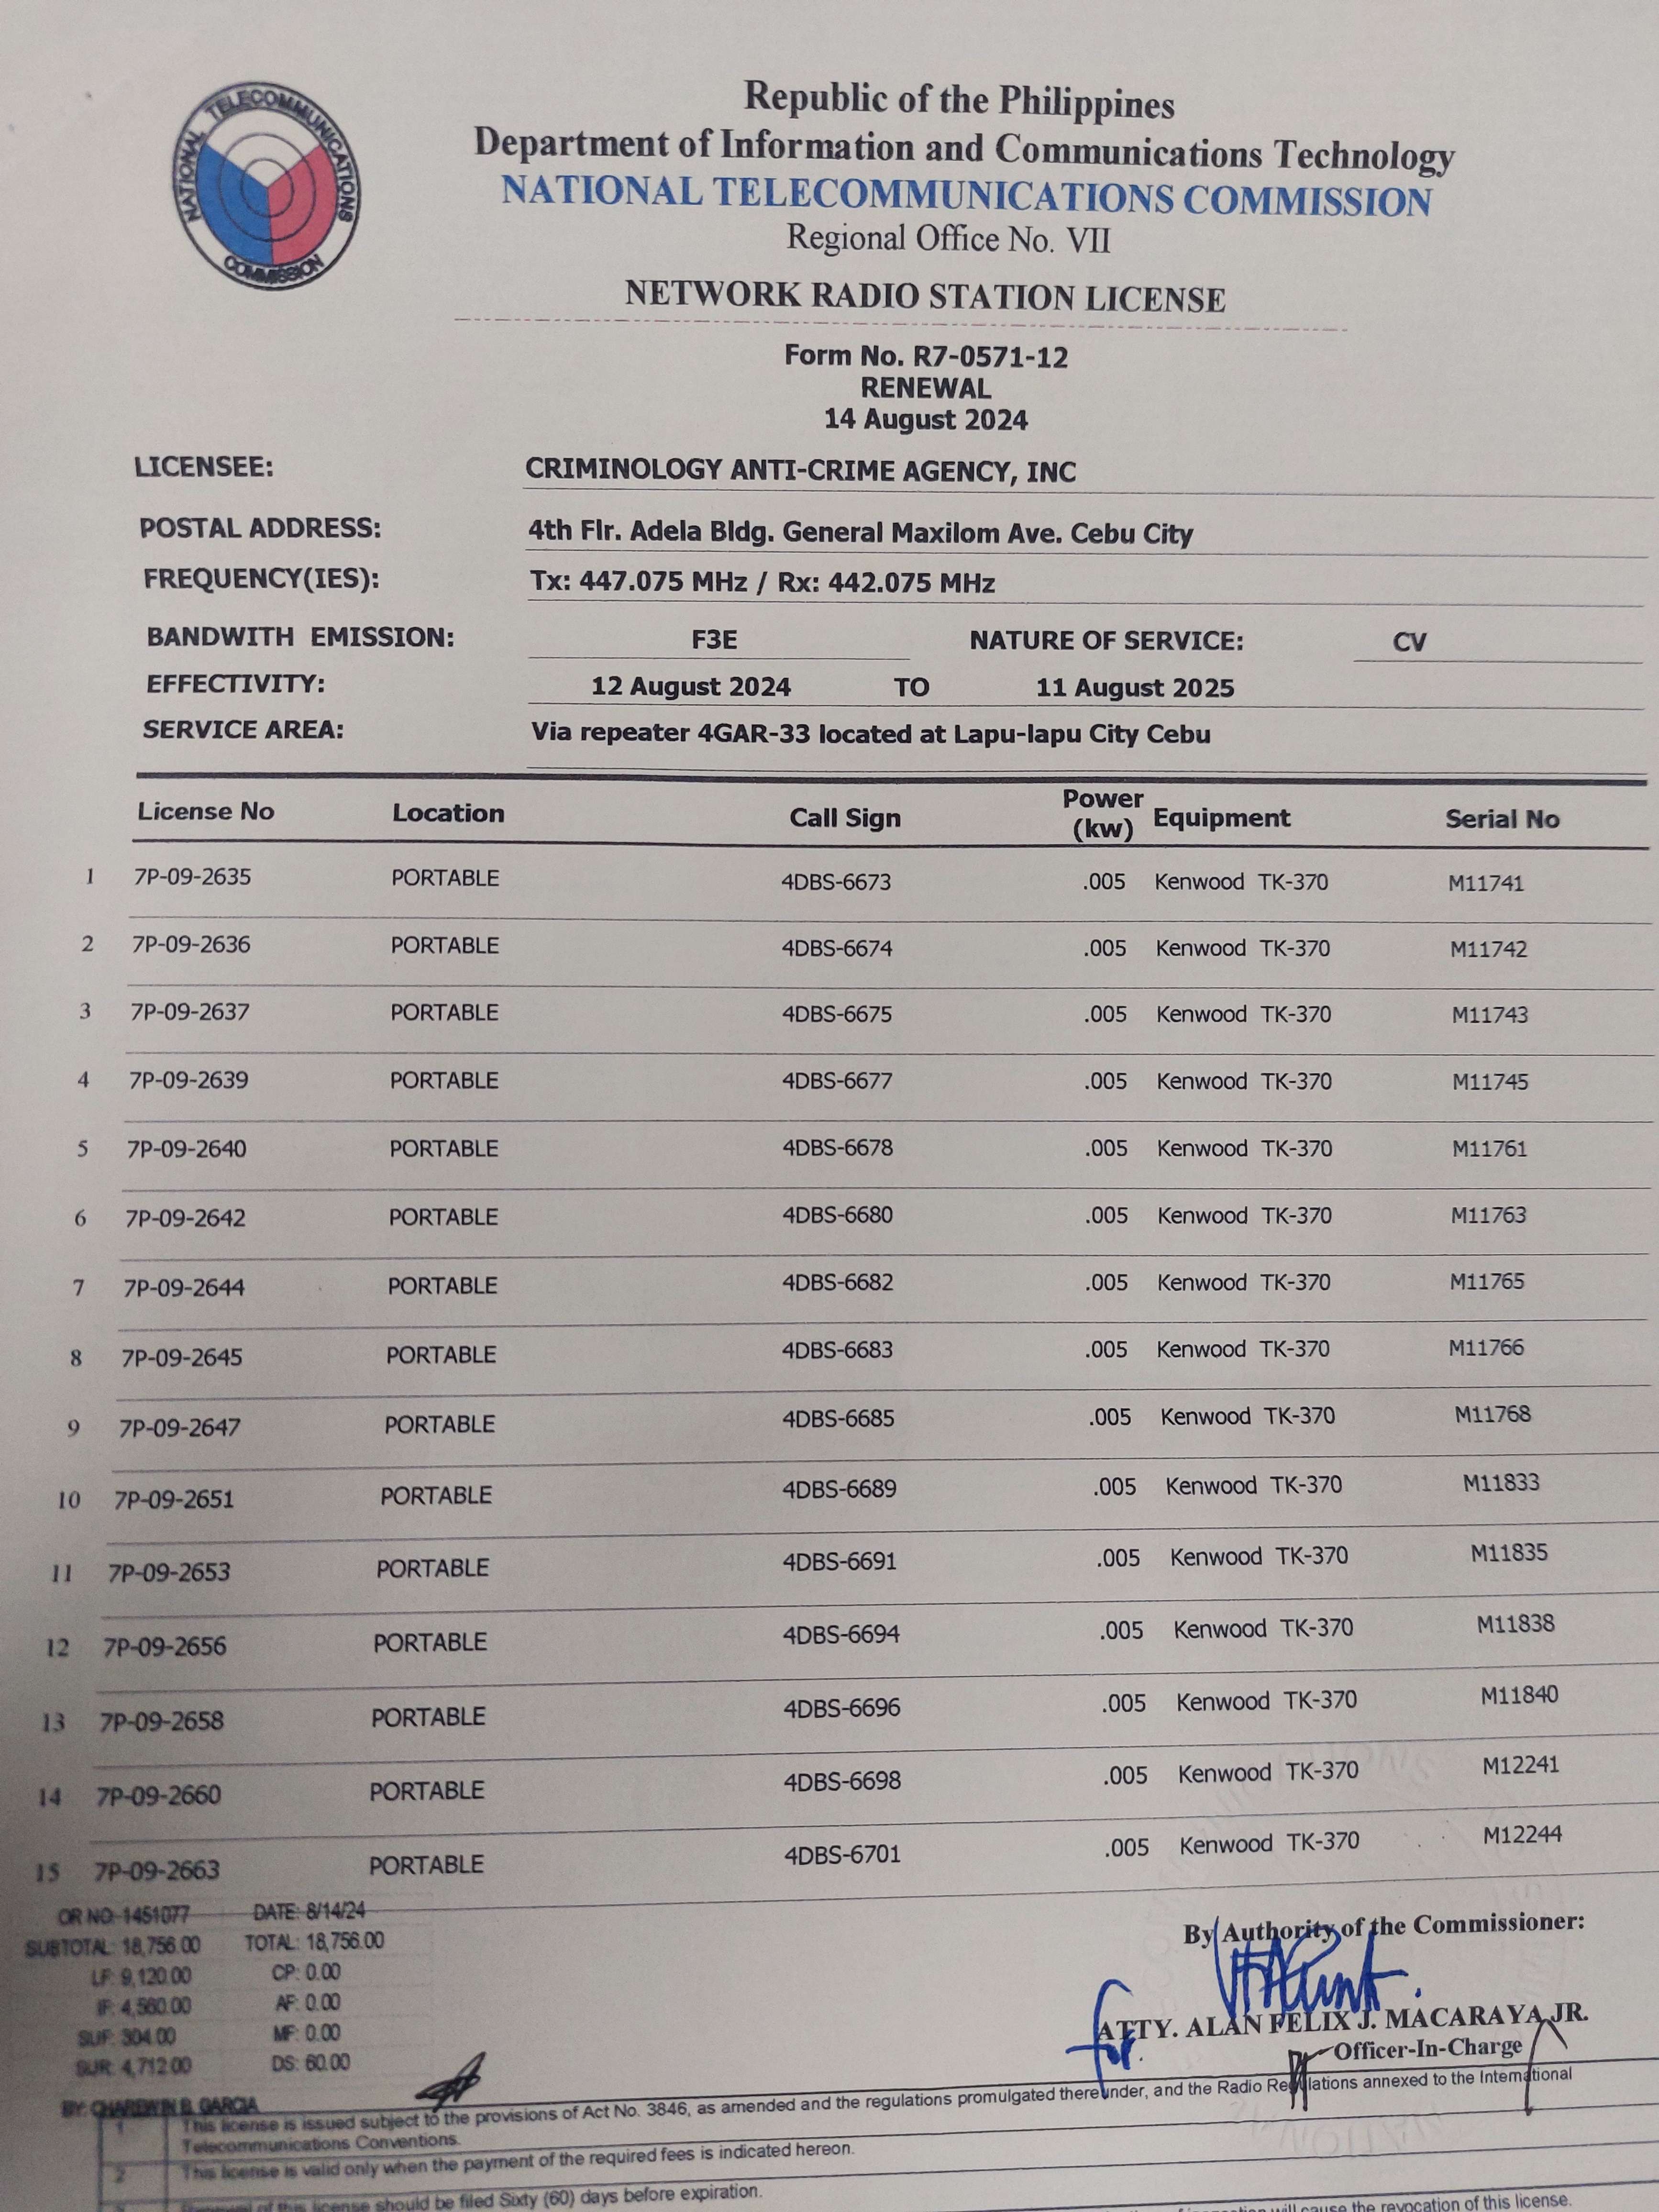 NATIONAL TELECOMMUNICATIONS COMMISSION
Republic of the Philippines
Department of Information and Communications Technology
NATIONAL TELECOMMUNICATIONS COMMISSION
Regional Office No. VII
NETWORK RADIO STATION LICENSE
Form No. R7-0571-12
RENEWAL
14 August 2024
LICENSEE: CRIMINOLOGY ANTI-CRIME AGENCY, INC
POSTAL ADDRESS: 4th Flr. Adela Bldg. General Maxilom Ave. Cebu City
FREQUENCY(IES): Tx: 447.075 MHz / Rx: 442.075 MHz
BANDWITH EMISSION: F3E NATURE OF SERVICE: CV
EFFECTIVITY: 12 August 2024 TO 11 August 2025
SERVICE AREA: Via repeater 4GAR-33 located at Lapu-lapu City Cebu
License No Location Call Sign Power (kw) Equipment Serial No
1 7P-09-2635 PORTABLE 4DBS-6673 .005 Kenwood TK-370 M11741
2 7P-09-2636 PORTABLE 4DBS-6674 .005 Kenwood TK-370 M11742
3 7P-09-2637 PORTABLE 4DBS-6675 .005 Kenwood TK-370 M11743
4 7P-09-2639 PORTABLE 4DBS-6677 .005 Kenwood TK-370 M11745
5 7P-09-2640 PORTABLE 4DBS-6678 .005 Kenwood TK-370 M11761
6 7P-09-2642 PORTABLE 4DBS-6680 .005 Kenwood TK-370 M11763
7 7P-09-2644 PORTABLE 4DBS-6682 .005 Kenwood TK-370 M11765
8 7P-09-2645 PORTABLE 4DBS-6683 .005 Kenwood TK-370 M11766
9 7P-09-2647 PORTABLE 4DBS-6685 .005 Kenwood TK-370 M11768
10 7P-09-2651 PORTABLE 4DBS-6689 .005 Kenwood TK-370 M11833
11 7P-09-2653 PORTABLE 4DBS-6691 .005 Kenwood TK-370 M11835
12 7P-09-2656 PORTABLE 4DBS-6694 .005 Kenwood TK-370 M11838
13 7P-09-2658 PORTABLE 4DBS-6696 .005 Kenwood TK-370 M11840
14 7P-09-2660 PORTABLE 4DBS-6698 .005 Kenwood TK-370 M12241
15 7P-09-2663 PORTABLE 4DBS-6701 .005 Kenwood TK-370 M12244
OR NO: 1451077 DATE: 8/14/24
SUBTOTAL: 18,756.00 TOTAL: 18,756.00
LF: 9,120.00 CP: 0.00
IF: 4,560.00 AF: 0.00
SUF: 304.00 MF: 0.00
SUR: 4,712.00 DS: 60.00
BY: CHARDWIN B. GARCIA
By Authority of the Commissioner:
for
ATTY. ALAN FELIX J. MACARAYA JR.
Officer-In-Charge
1 This license is issued subject to the provisions of Act No. 3846, as amended and the regulations promulgated thereunder, and the Radio Regulations annexed to the International
Telecommunications Conventions.
2 This license is valid only when the payment of the required fees is indicated hereon.
of this license should be filed Sixty (60) days before expiration.
will cause the revocation of this license.